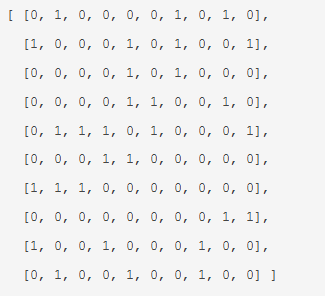 [ [0, 1, 0, 0, 0, 0, 1, 0, 1, 0],
[1, 0, 0, 0, 1, 0, 1, 0, 0, 1],
[0, 0, 0, 0, 1, 0, 1, 0, 0, 0],
[0, 0, 0, 0, 1, 1, 0, 0, 1, 0],
[0, 1, 1, 1, 0, 1, 0, 0, 0, 1],
[0, 0, 0, 1, 1, 0, 0, 0, 0, 0],
[1, 1, 1, 0, 0, 0, 0, 0, 0, 0],
[0, 0, 0, 0, 0, 0, 0, 0, 1, 1],
[1, 0, 0, 1, 0, 0, 0, 1, 0, 0],
[0, 1, 0, 0, 1, 0, 0, 1, 0, 0] ]